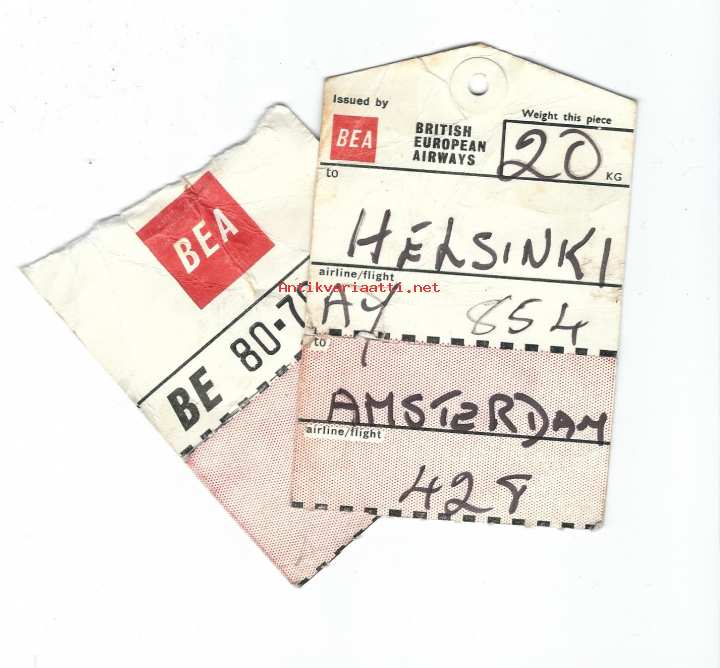 Issued by
BEA
BRITISH
EUROPEAN
AIRWAYS
Weight this piece
20 KG
to
HELSINKI
airline/flight
AY 854
to
AMSTERDAM
airline/flight
428
BEA
BE 80-7
Antikvariaatti.net